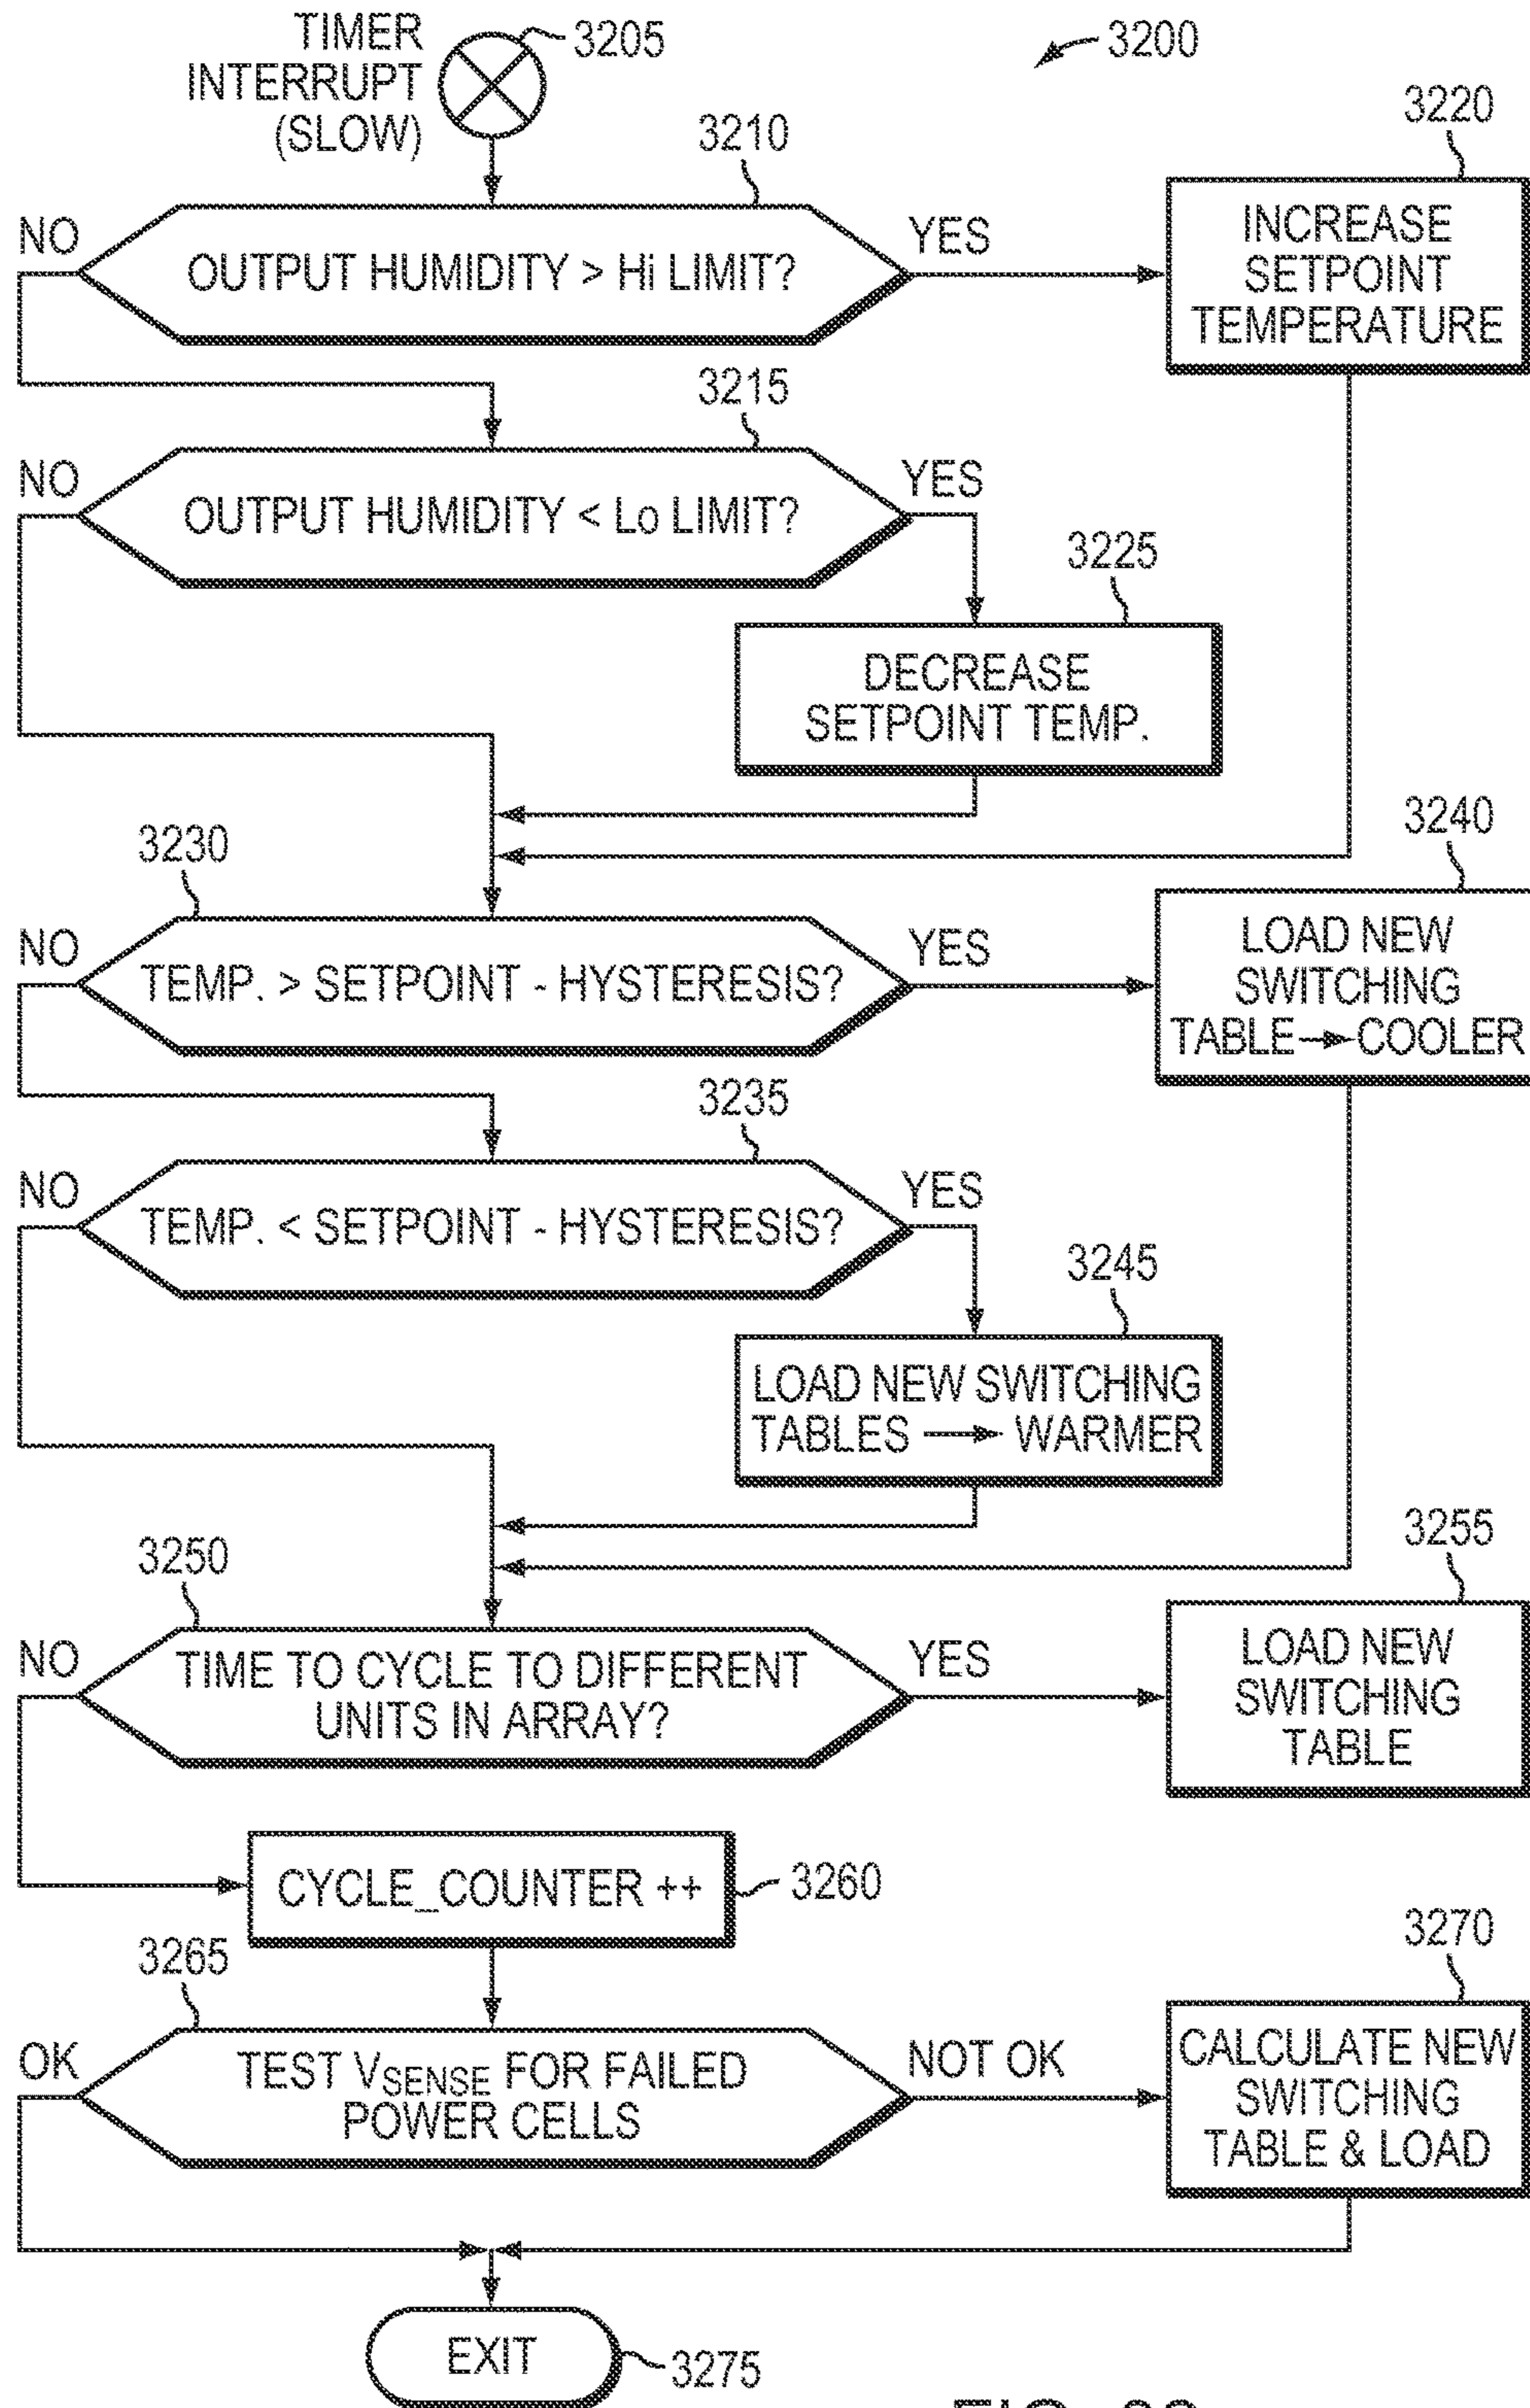 TIMER
INTERRUPT
(SLOW)
3205
3200
3210
3220
NO
OUTPUT HUMIDITY > Hi LIMIT?
YES
INCREASE
SETPOINT
TEMPERATURE
3215
NO
OUTPUT HUMIDITY < Lo LIMIT?
YES
3225
DECREASE
SETPOINT TEMP.
3230
3240
NO
TEMP. > SETPOINT - HYSTERESIS?
YES
LOAD NEW
SWITCHING
TABLE → COOLER
3235
NO
TEMP. < SETPOINT - HYSTERESIS?
YES
3245
LOAD NEW SWITCHING
TABLES → WARMER
3250
3255
NO
TIME TO CYCLE TO DIFFERENT
UNITS IN ARRAY?
YES
LOAD NEW
SWITCHING
TABLE
CYCLE_COUNTER ++
3260
3265
3270
OK
TEST VSENSE FOR FAILED
POWER CELLS
NOT OK
CALCULATE NEW
SWITCHING
TABLE & LOAD
EXIT
3275